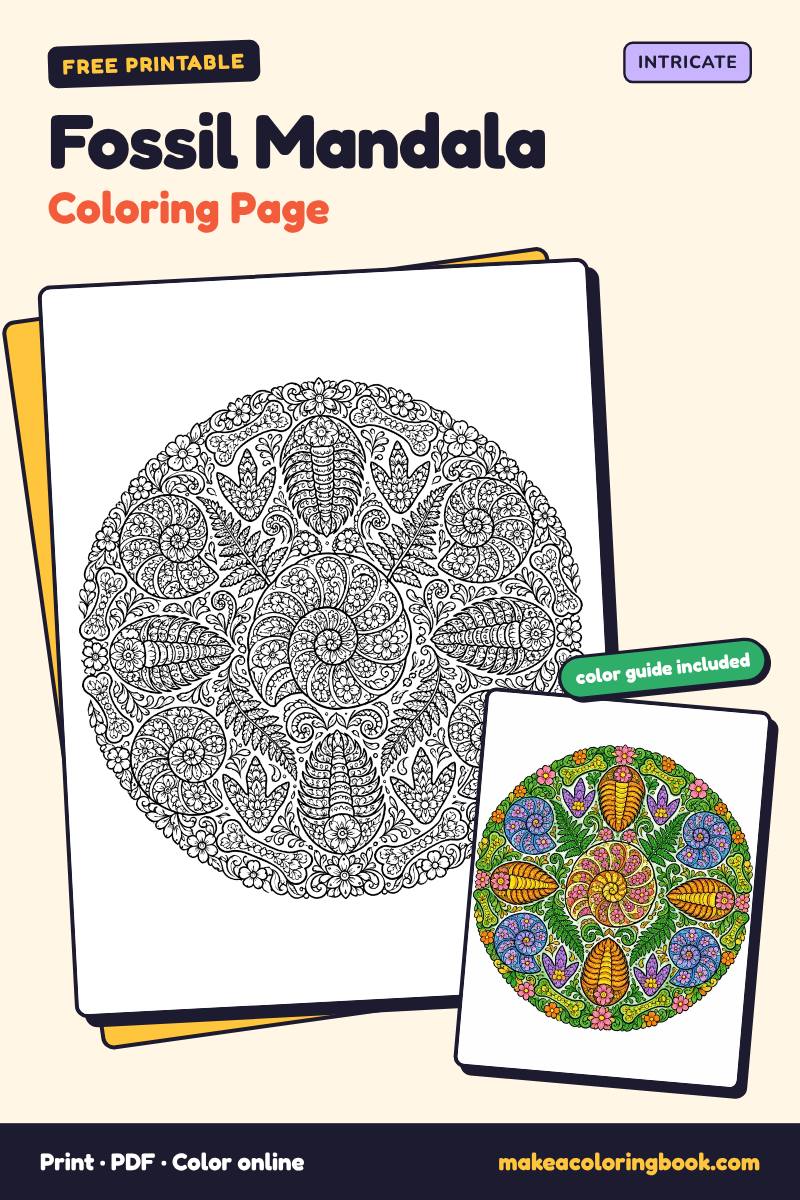 FREE PRINTABLE
INTRICATE
Fossil Mandala
Coloring Page
color guide included
Print · PDF · Color online
makeacoloringbook.com